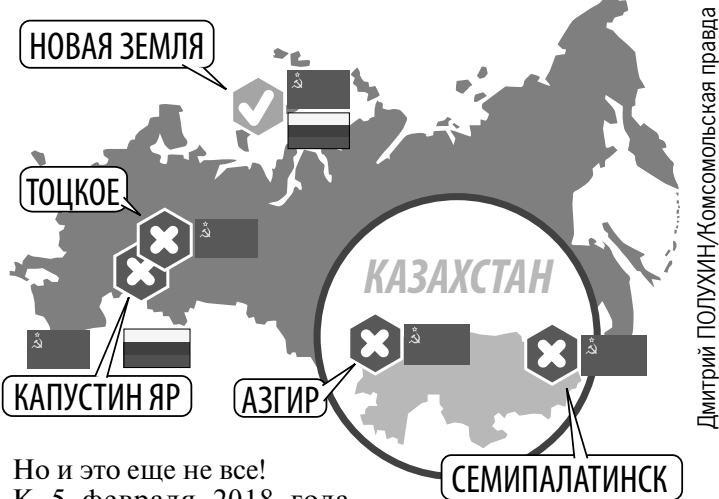 НОВАЯ ЗЕМЛЯ
ТОЦКОЕ
КАЗАХСТАН
КАПУСТИН ЯР
АЗГИР
СЕМИПАЛАТИНСК
Дмитрий ПОЛУХИН/Комсомольская правда
Но и это еще не все!
К 5 февраля 2018 года